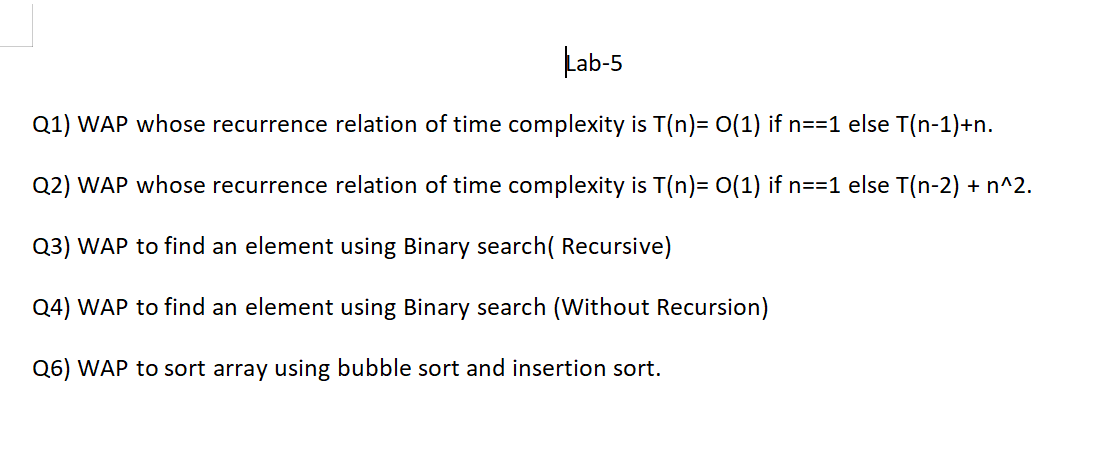 Lab-5
Q1) WAP whose recurrence relation of time complexity is T(n)= O(1) if n==1 else T(n-1)+n.
Q2) WAP whose recurrence relation of time complexity is T(n)= O(1) if n==1 else T(n-2) + n^2.
Q3) WAP to find an element using Binary search( Recursive)
Q4) WAP to find an element using Binary search (Without Recursion)
Q6) WAP to sort array using bubble sort and insertion sort.